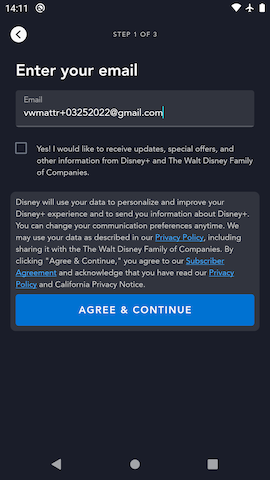 14:11
STEP 1 OF 3
Enter your email
Email
vwmattr+03252022@gmail.com
Yes! I would like to receive updates, special offers, and
other information from Disney+ and The Walt Disney Family
of Companies.
Disney will use your data to personalize and improve your
Disney+ experience and to send you information about Disney+.
You can change your communication preferences anytime. We
may use your data as described in our Privacy Policy, including
sharing it with the The Walt Disney Family of Companies. By
clicking "Agree & Continue," you agree to our Subscriber
Agreement and acknowledge that you have read our Privacy
Policy and California Privacy Notice.
AGREE & CONTINUE